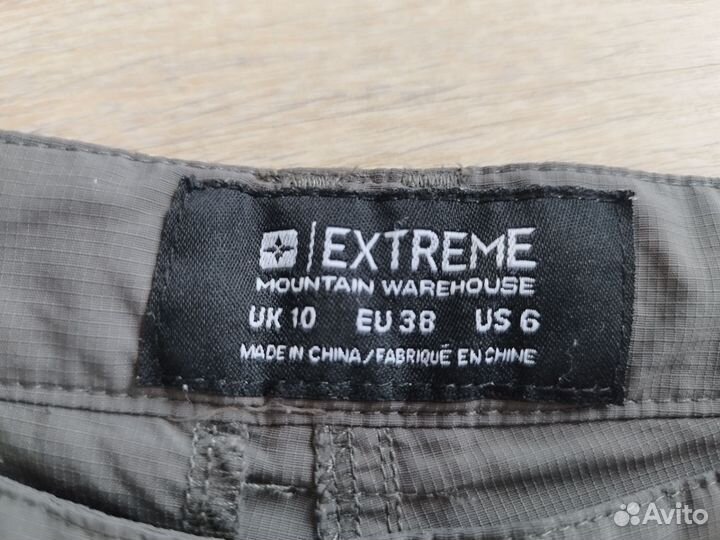 EXTREME
MOUNTAIN WAREHOUSE
UK 10 EU 38 US 6
MADE IN CHINA / FABRIQUÉ EN CHINE
Avito